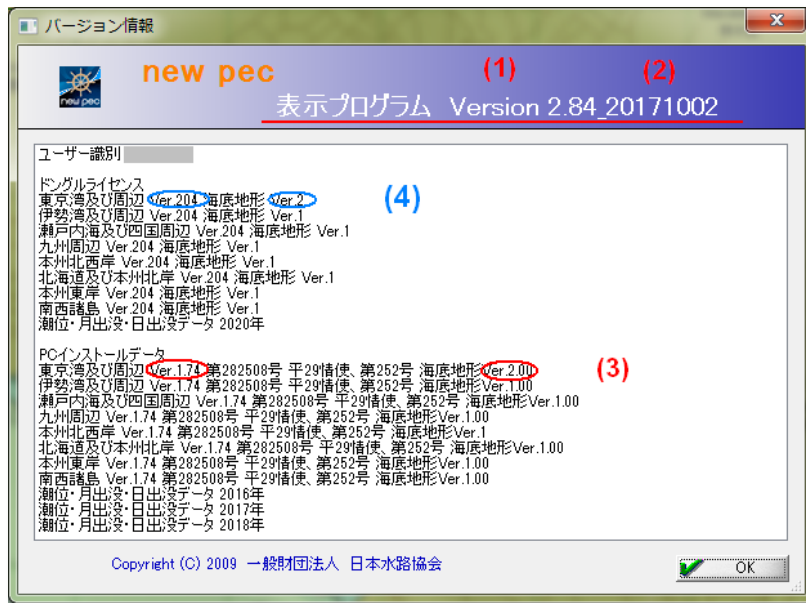 バージョン情報
new pec
(1)
(2)
new pec
表示プログラム Version 2.84_20171002
ユーザー識別
ドングルライセンス
東京湾及び周辺 Ver.204 海底地形 Ver.2
(4)
伊勢湾及び周辺 Ver.204 海底地形 Ver.1
瀬戸内海及び四国周辺 Ver.204 海底地形 Ver.1
九州周辺 Ver.204 海底地形 Ver.1
本州北西岸 Ver.204 海底地形 Ver.1
北海道及び本州北岸 Ver.204 海底地形 Ver.1
本州東岸 Ver.204 海底地形 Ver.1
南西諸島 Ver.204 海底地形 Ver.1
潮位・月出没・日出没データ 2020年
PCインストールデータ
東京湾及び周辺 Ver.1.74 第282508号 平29情使、第252号 海底地形Ver.2.00
(3)
伊勢湾及び周辺 Ver.1.74 第282508号 平29情使、第252号 海底地形Ver.1.00
瀬戸内海及び四国周辺 Ver.1.74 第282508号 平29情使、第252号 海底地形Ver.1.00
九州周辺 Ver.1.74 第282508号 平29情使、第252号 海底地形Ver.1.00
本州北西岸 Ver.1.74 第282508号 平29情使、第252号 海底地形Ver.1
北海道及び本州北岸 Ver.1.74 第282508号 平29情使、第252号 海底地形Ver.1.00
本州東岸 Ver.1.74 第282508号 平29情使、第252号 海底地形Ver.1.00
南西諸島 Ver.1.74 第282508号 平29情使、第252号 海底地形Ver.1.00
潮位・月出没・日出没データ 2016年
潮位・月出没・日出没データ 2017年
潮位・月出没・日出没データ 2018年
Copyright (C) 2009 一般財団法人 日本水路協会
OK